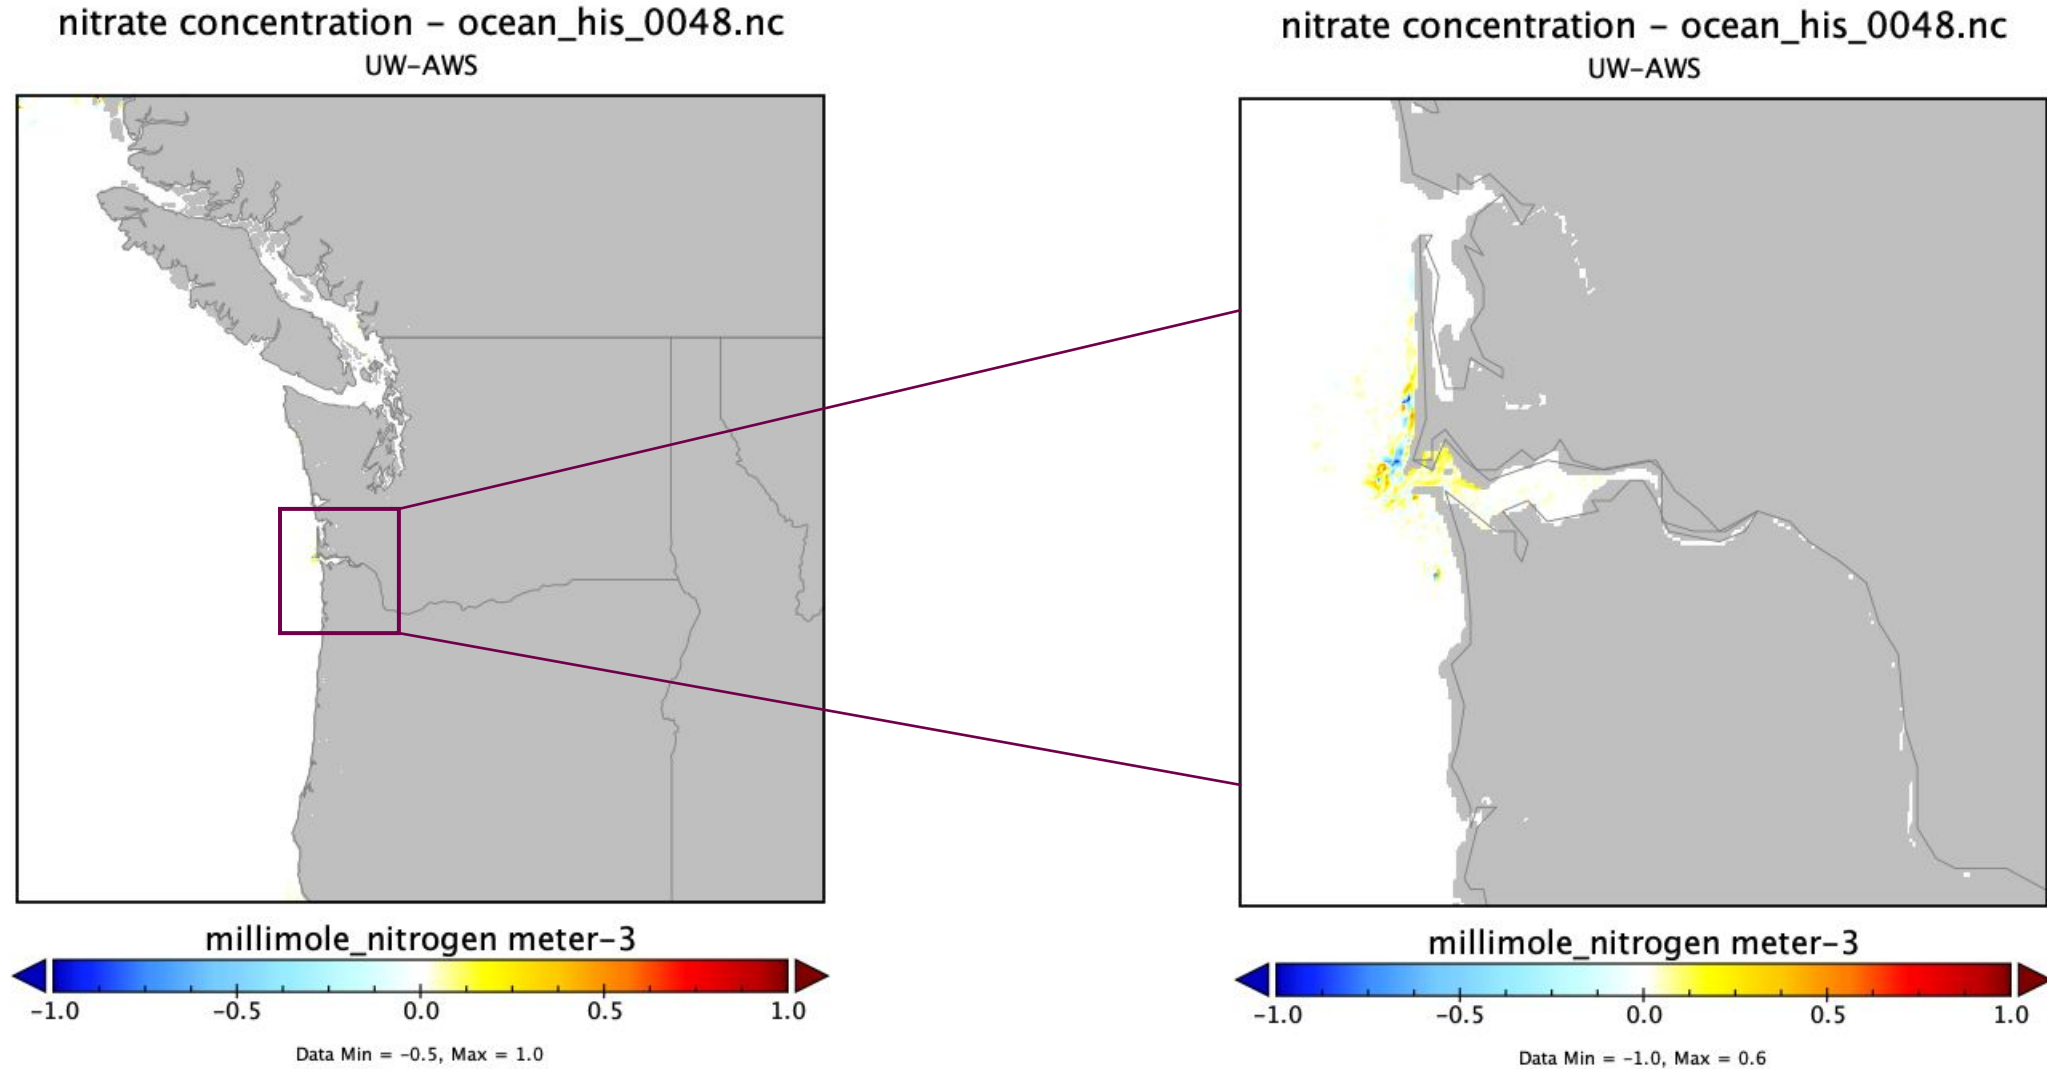 nitrate concentration – ocean_his_0048.nc
UW–AWS
millimole_nitrogen meter–3
–1.0 –0.5 0.0 0.5 1.0
Data Min = –0.5, Max = 1.0
nitrate concentration – ocean_his_0048.nc
UW–AWS
millimole_nitrogen meter–3
–1.0 –0.5 0.0 0.5 1.0
Data Min = –1.0, Max = 0.6